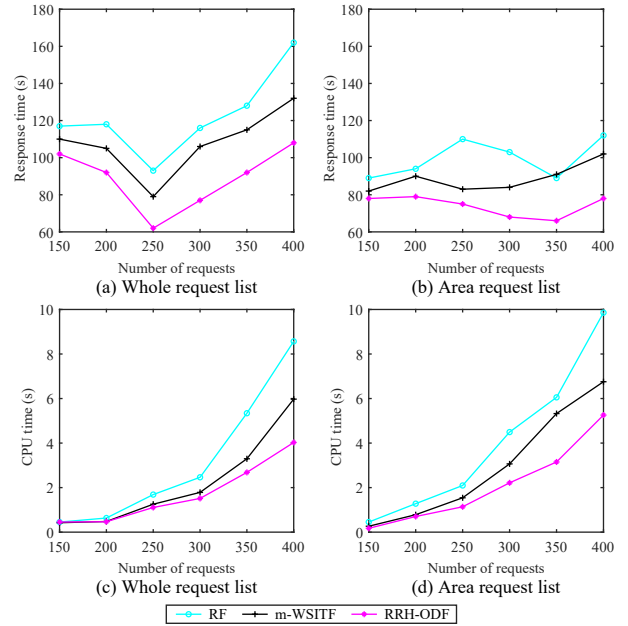 180
160
140
120
100
80
60
Response time (s)
150 200 250 300 350 400
Number of requests
(a) Whole request list
180
160
140
120
100
80
60
Response time (s)
150 200 250 300 350 400
Number of requests
(b) Area request list
10
8
6
4
2
0
CPU time (s)
150 200 250 300 350 400
Number of requests
(c) Whole request list
10
8
6
4
2
0
CPU time (s)
150 200 250 300 350 400
Number of requests
(d) Area request list
RF m-WSITF RRH-ODF